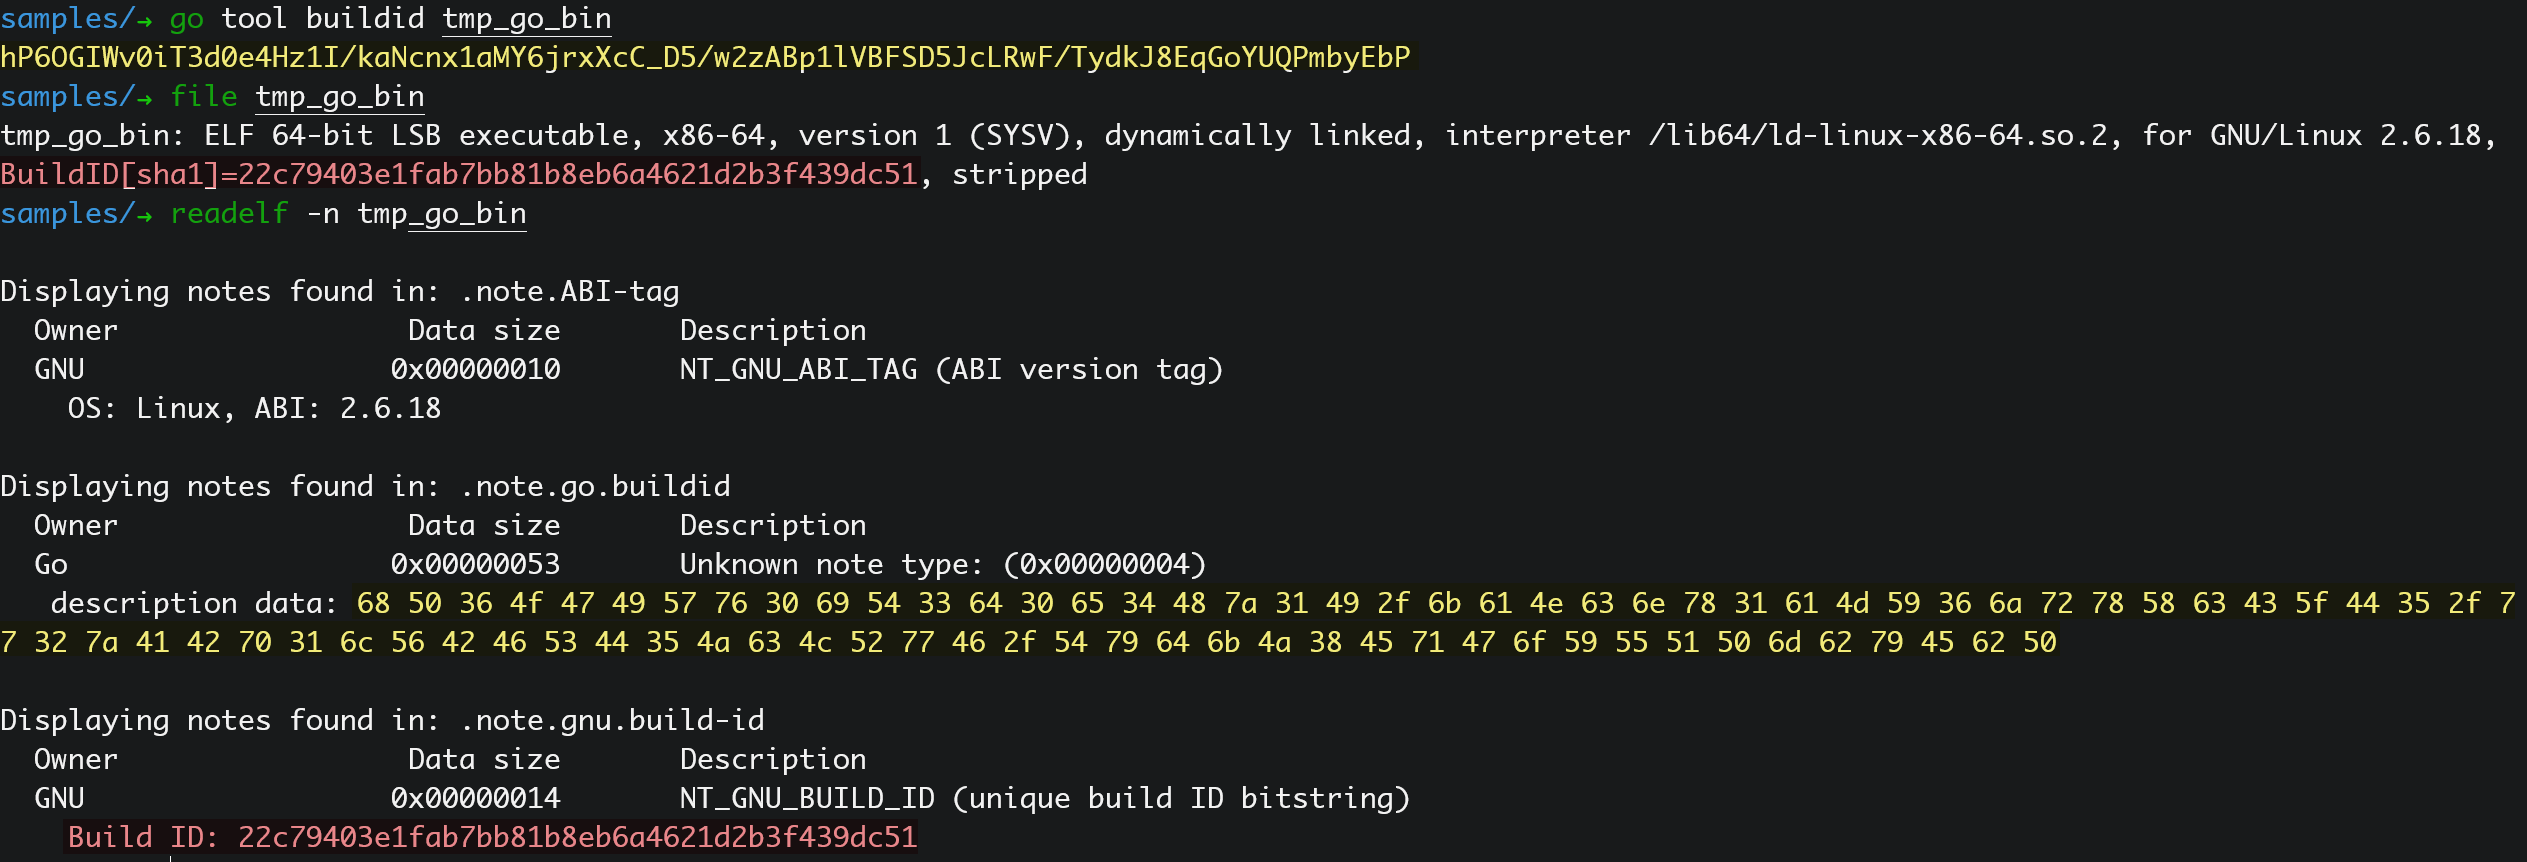 samples/→ go tool buildid tmp_go_bin
hP6OGIWv0iT3d0e4Hz1I/kaNcnx1aMY6jrxXcC_D5/w2zABp1lVBFSD5JcLRwF/TydkJ8EqGoYUQPmbyEbP
samples/→ file tmp_go_bin
tmp_go_bin: ELF 64-bit LSB executable, x86-64, version 1 (SYSV), dynamically linked, interpreter /lib64/ld-linux-x86-64.so.2, for GNU/Linux 2.6.18,
BuildID[sha1]=22c79403e1fab7bb81b8eb6a4621d2b3f439dc51, stripped
samples/→ readelf -n tmp_go_bin
Displaying notes found in: .note.ABI-tag
  Owner                 Data size       Description
  GNU                  0x00000010       NT_GNU_ABI_TAG (ABI version tag)
    OS: Linux, ABI: 2.6.18
Displaying notes found in: .note.go.buildid
  Owner                 Data size       Description
  Go                   0x00000053       Unknown note type: (0x00000004)
   description data: 68 50 36 4f 47 49 57 76 30 69 54 33 64 30 65 34 48 7a 31 49 2f 6b 61 4e 63 6e 78 31 61 4d 59 36 6a 72 78 58 63 43 5f 44 35 2f 7
7 32 7a 41 42 70 31 6c 56 42 46 53 44 35 4a 63 4c 52 77 46 2f 54 79 64 6b 4a 38 45 71 47 6f 59 55 51 50 6d 62 79 45 62 50
Displaying notes found in: .note.gnu.build-id
  Owner                 Data size       Description
  GNU                  0x00000014       NT_GNU_BUILD_ID (unique build ID bitstring)
    Build ID: 22c79403e1fab7bb81b8eb6a4621d2b3f439dc51